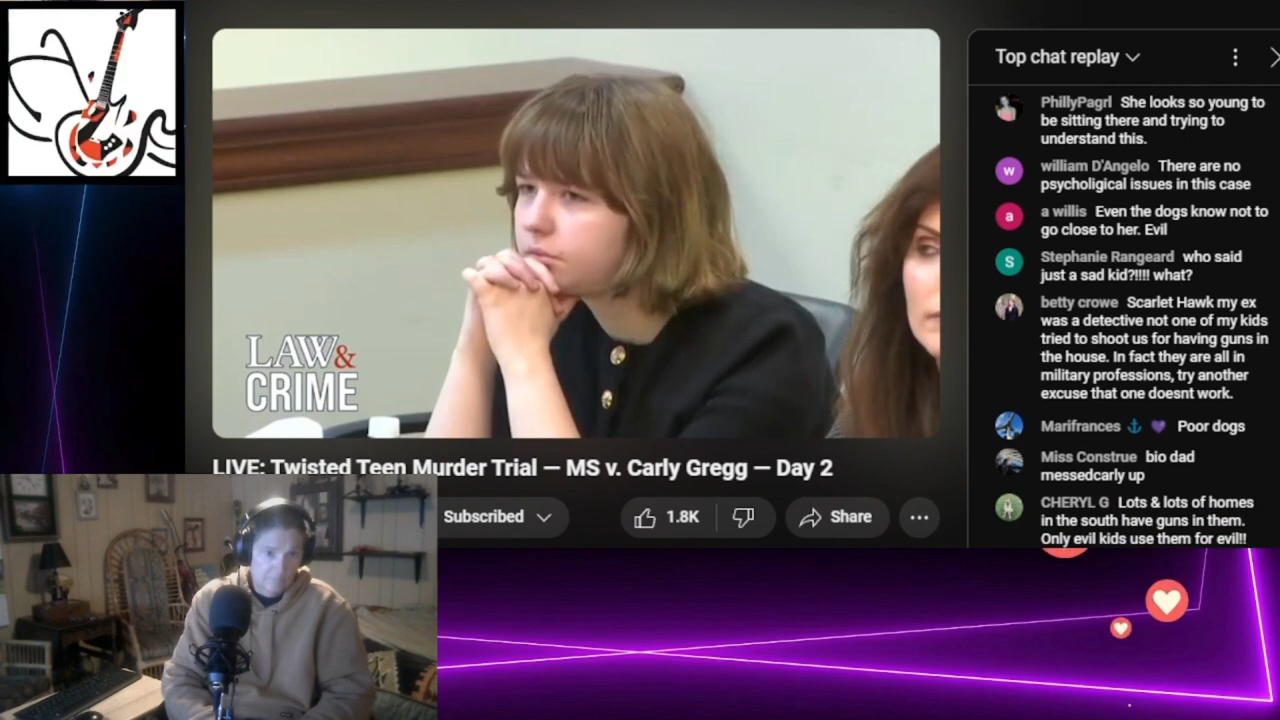 LAW&
CRIME
LIVE: Twisted Teen Murder Trial — MS v. Carly Gregg — Day 2
Subscribed
1.8K
Share
Top chat replay
PhillyPagrl She looks so young to
be sitting there and trying to
understand this.
w
william D'Angelo There are no
psycholigical issues in this case
a
a willis Even the dogs know not to
go close to her. Evil
S
Stephanie Rangeard who said
just a sad kid?!!!! what?
betty crowe Scarlet Hawk my ex
was a detective not one of my kids
tried to shoot us for having guns in
the house. In fact they are all in
military professions, try another
excuse that one doesnt work.
Marifrances ⚓ 💜 Poor dogs
Miss Construe bio dad
messedcarly up
CHERYL G Lots & lots of homes
in the south have guns in them.
Only evil kids use them for evil!!